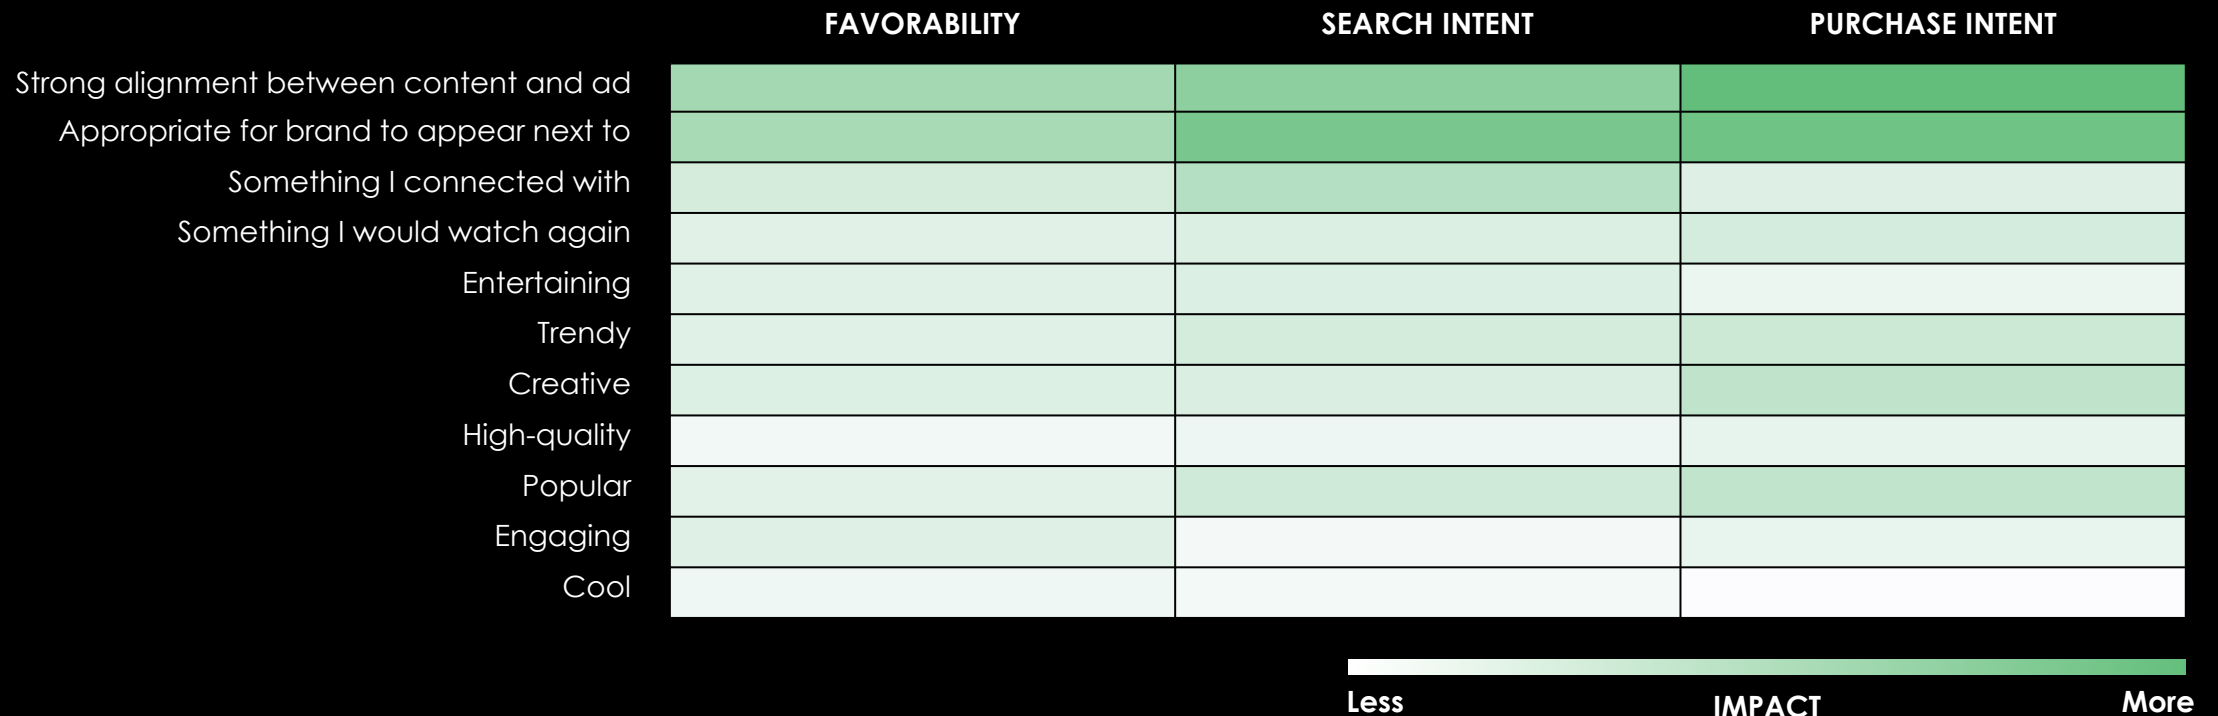 FAVORABILITY SEARCH INTENT PURCHASE INTENT
Strong alignment between content and ad
Appropriate for brand to appear next to
Something I connected with
Something I would watch again
Entertaining
Trendy
Creative
High-quality
Popular
Engaging
Cool
Less IMPACT More